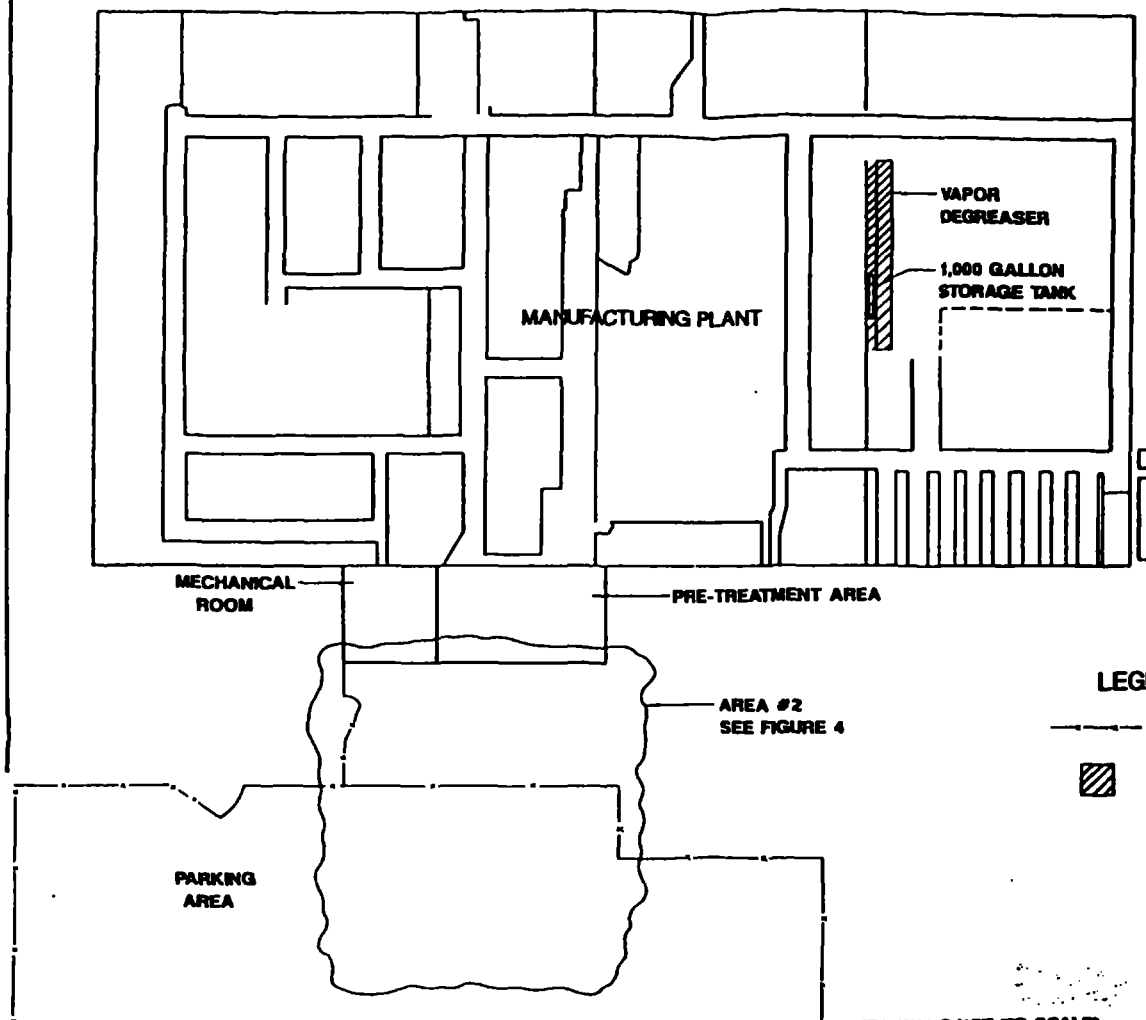 VAPOR
DEGREASER
1,000 GALLON
STORAGE TANK
MANUFACTURING PLANT
MECHANICAL
ROOM
PRE-TREATMENT AREA
AREA #2
SEE FIGURE 4
PARKING
AREA